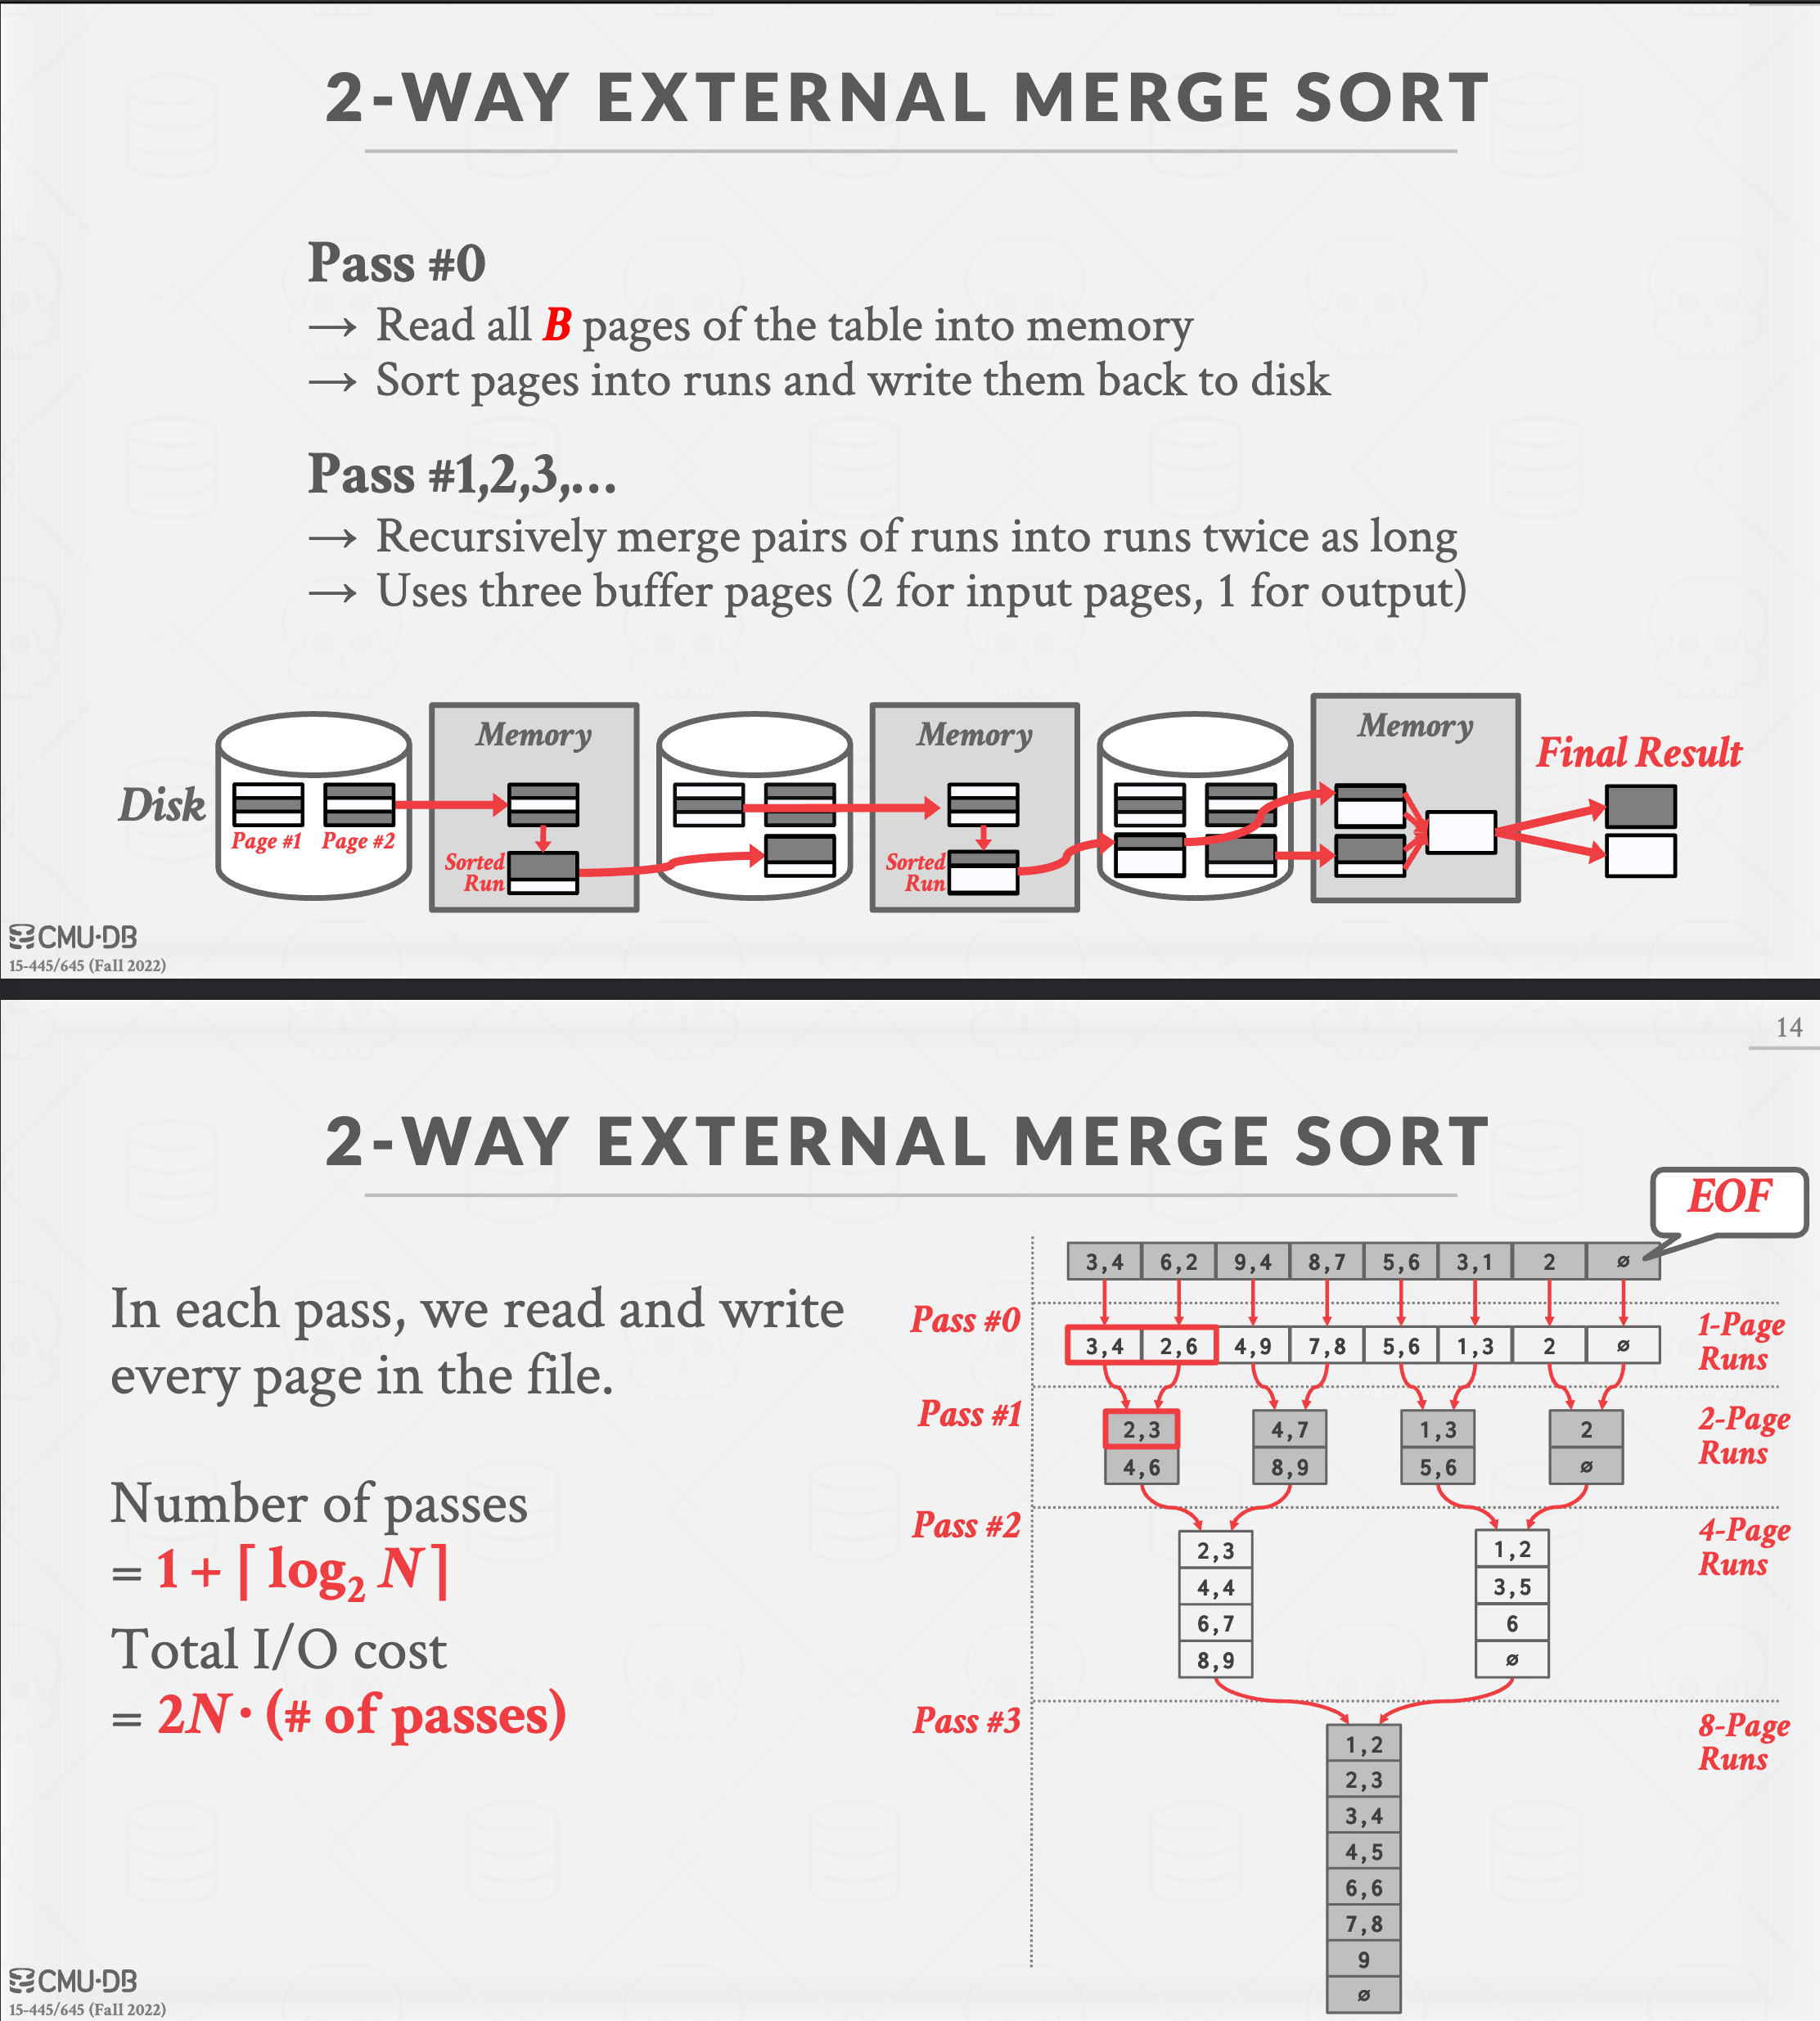 2-WAY EXTERNAL MERGE SORT
Pass #0
→ Read all B pages of the table into memory
→ Sort pages into runs and write them back to disk
Pass #1,2,3,…
→ Recursively merge pairs of runs into runs twice as long
→ Uses three buffer pages (2 for input pages, 1 for output)
Disk
Page #1
Page #2
Memory
Sorted
Run
Memory
Sorted
Run
Memory
Final Result
CMU·DB
15-445/645 (Fall 2022)
14
2-WAY EXTERNAL MERGE SORT
In each pass, we read and write
every page in the file.
Number of passes
= 1 + ⌈ log₂ N ⌉
Total I/O cost
= 2N · (# of passes)
EOF
3,4 6,2 9,4 8,7 5,6 3,1 2 ∅
Pass #0
3,4 2,6 4,9 7,8 5,6 1,3 2 ∅
1-Page
Runs
Pass #1
2,3 4,7 1,3 2
4,6 8,9 5,6 ∅
2-Page
Runs
Pass #2
2,3 1,2
4,4 3,5
6,7 6
8,9 ∅
4-Page
Runs
Pass #3
1,2
2,3
3,4
4,5
6,6
7,8
9
∅
8-Page
Runs
CMU·DB
15-445/645 (Fall 2022)